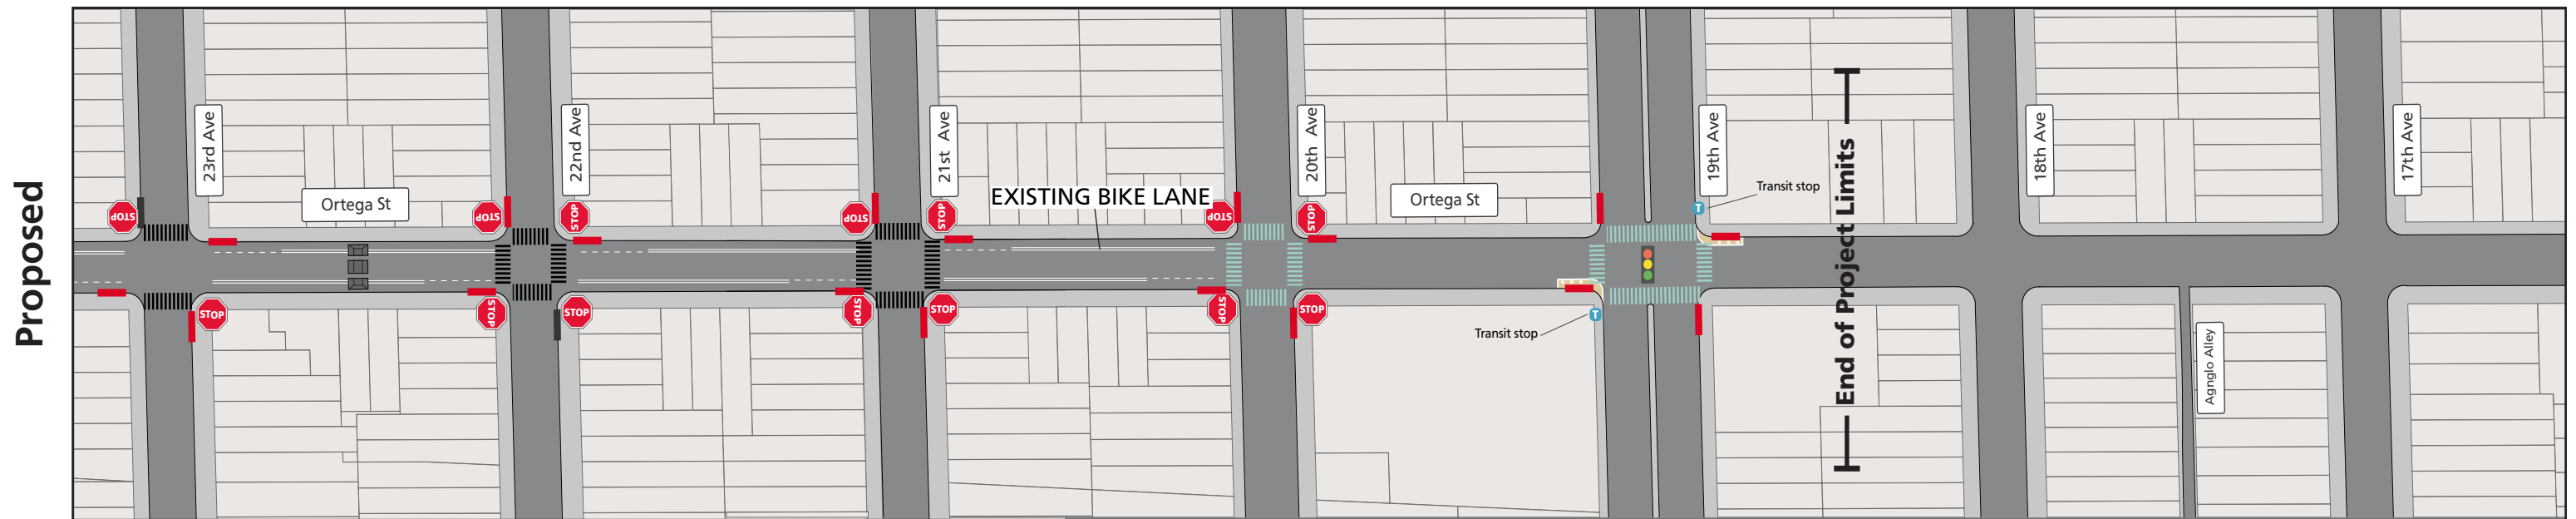 Proposed
23rd Ave
22nd Ave
21st Ave
20th Ave
19th Ave
18th Ave
17th Ave
Transit stop
T
End of Project Limits
EXISTING BIKE LANE
Ortega St
Ortega St
STOP
STOP
STOP
STOP
STOP
STOP
STOP
STOP
STOP
STOP
STOP
STOP
STOP
STOP
T
Transit stop
Agnglo Alley